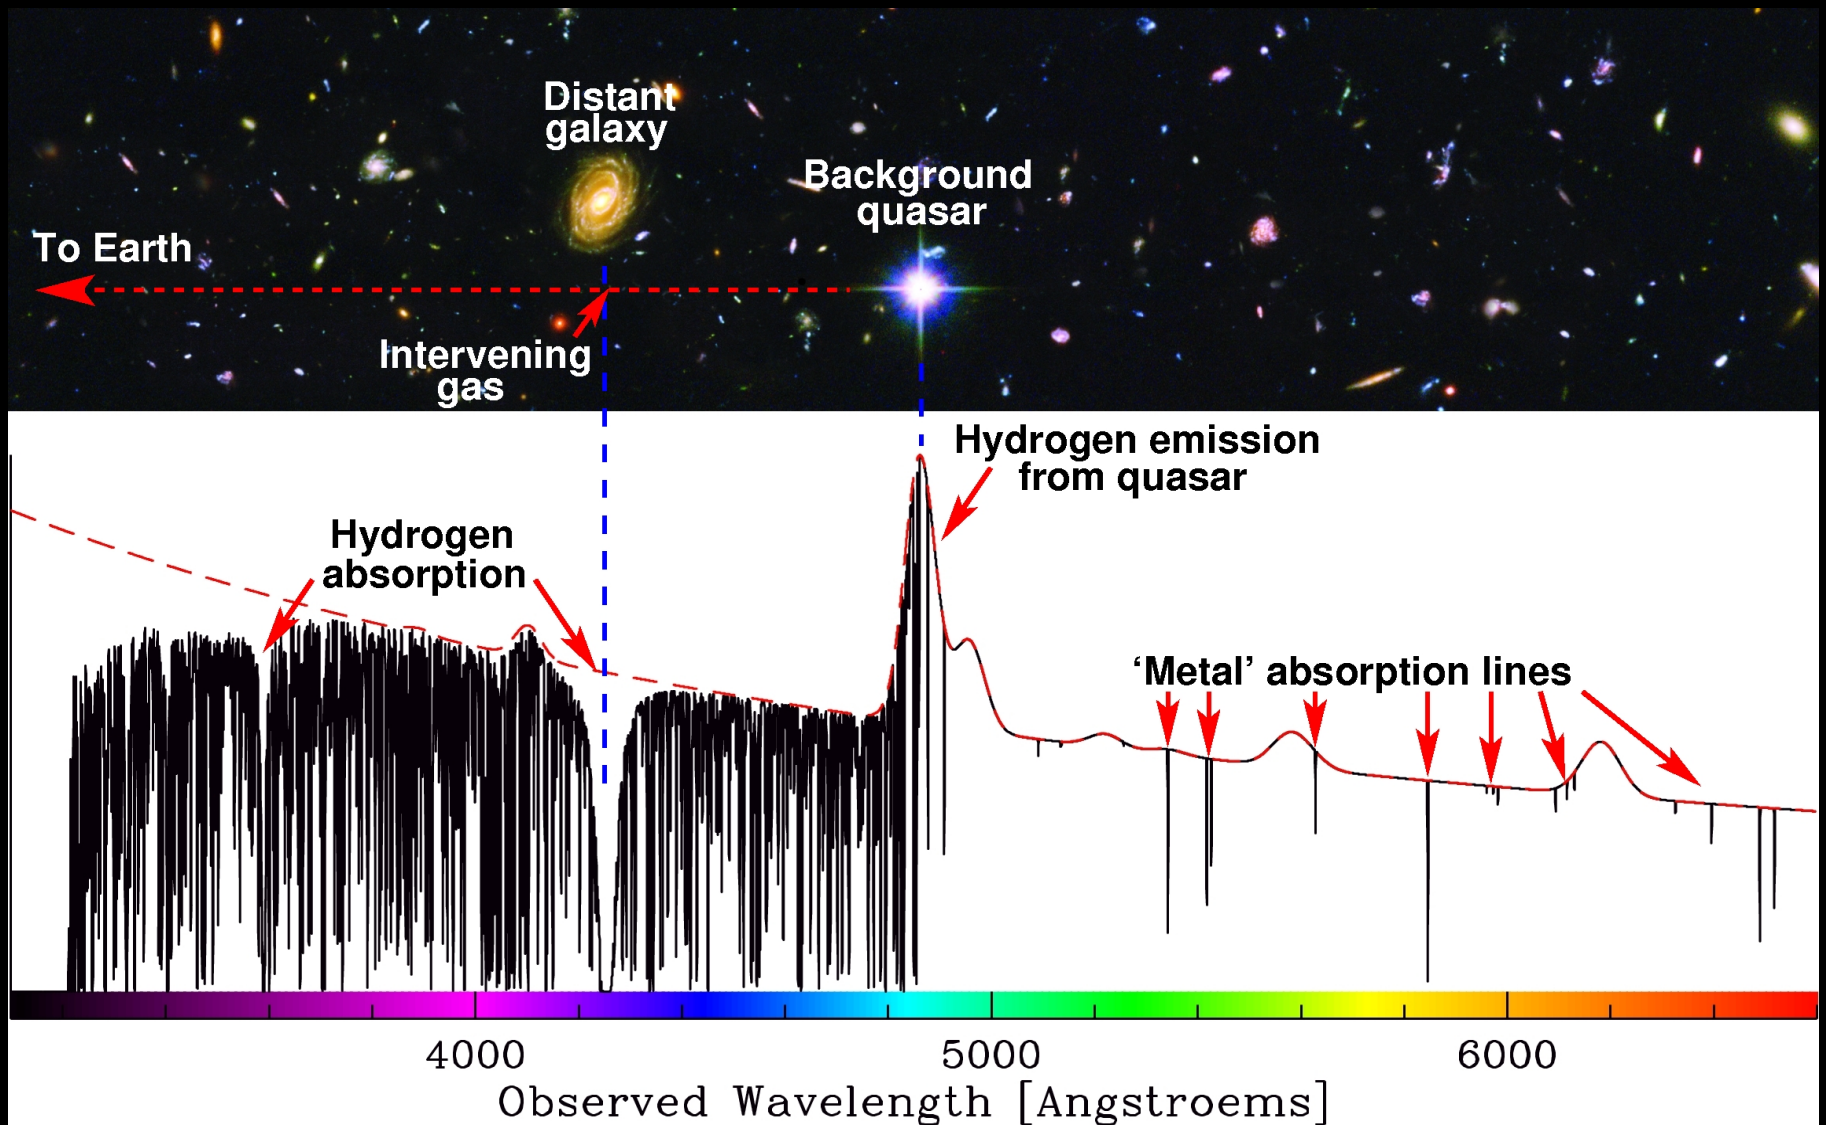 Distant
galaxy
Background
quasar
To Earth
Intervening
gas
Hydrogen emission
from quasar
Hydrogen
absorption
‘Metal’ absorption lines
4000
5000
6000
Observed Wavelength [Angstroems]